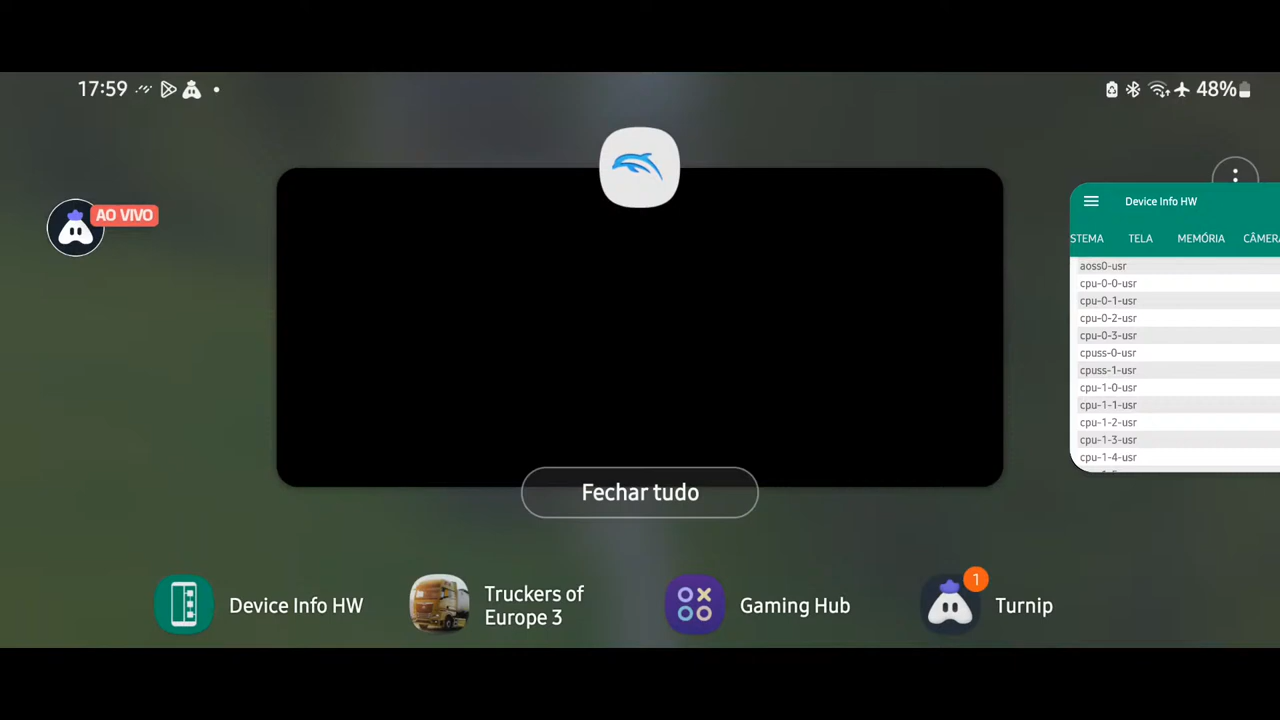 17:59
48%
AO VIVO
Device Info HW
STEMA TELA MEMÓRIA CÂMERA
aoss0-usr
cpu-0-0-usr
cpu-0-1-usr
cpu-0-2-usr
cpu-0-3-usr
cpuss-0-usr
cpuss-1-usr
cpu-1-0-usr
cpu-1-1-usr
cpu-1-2-usr
cpu-1-3-usr
cpu-1-4-usr
Fechar tudo
Device Info HW
Truckers of
Europe 3
Gaming Hub
1
Turnip